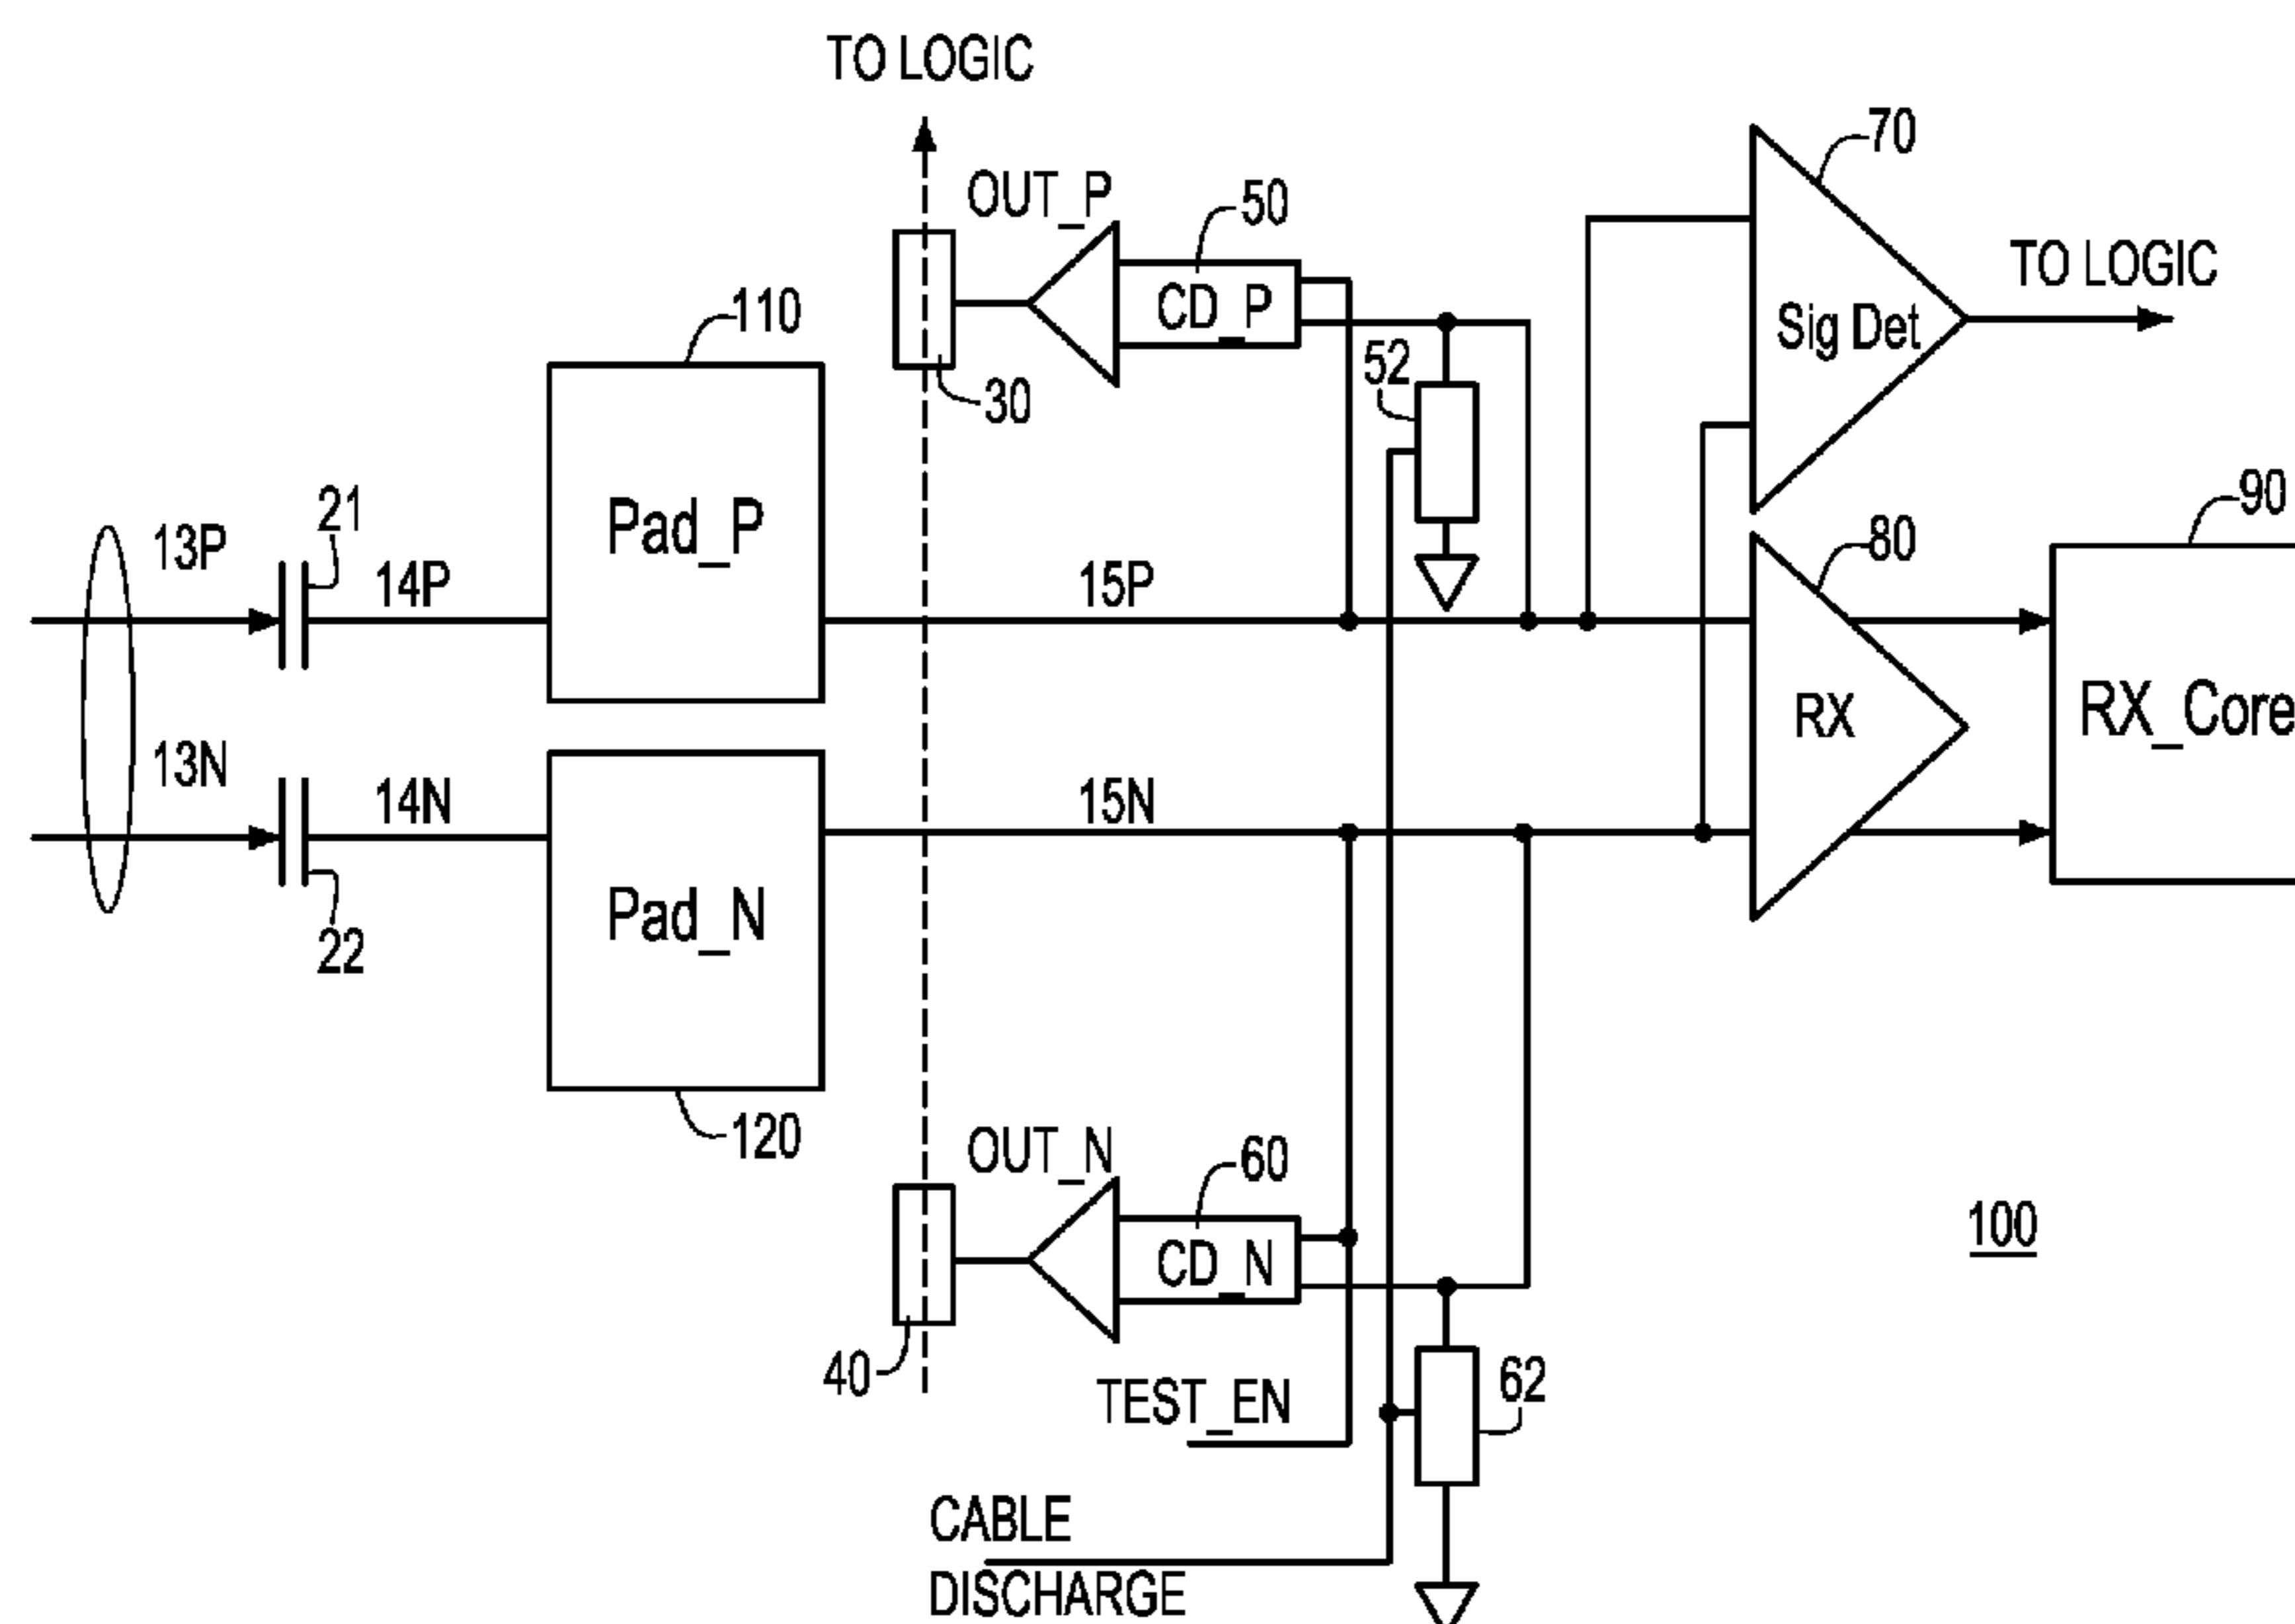 TO LOGIC
70
OUT_P
50
TO LOGIC
110
CD_P
Sig Det
52
30
90
21
13P
14P
Pad_P
15P
80
RX
RX_Core
13N
14N
15N
22
Pad_N
120
OUT_N
60
CD_N
100
40
TEST_EN
62
CABLE
DISCHARGE